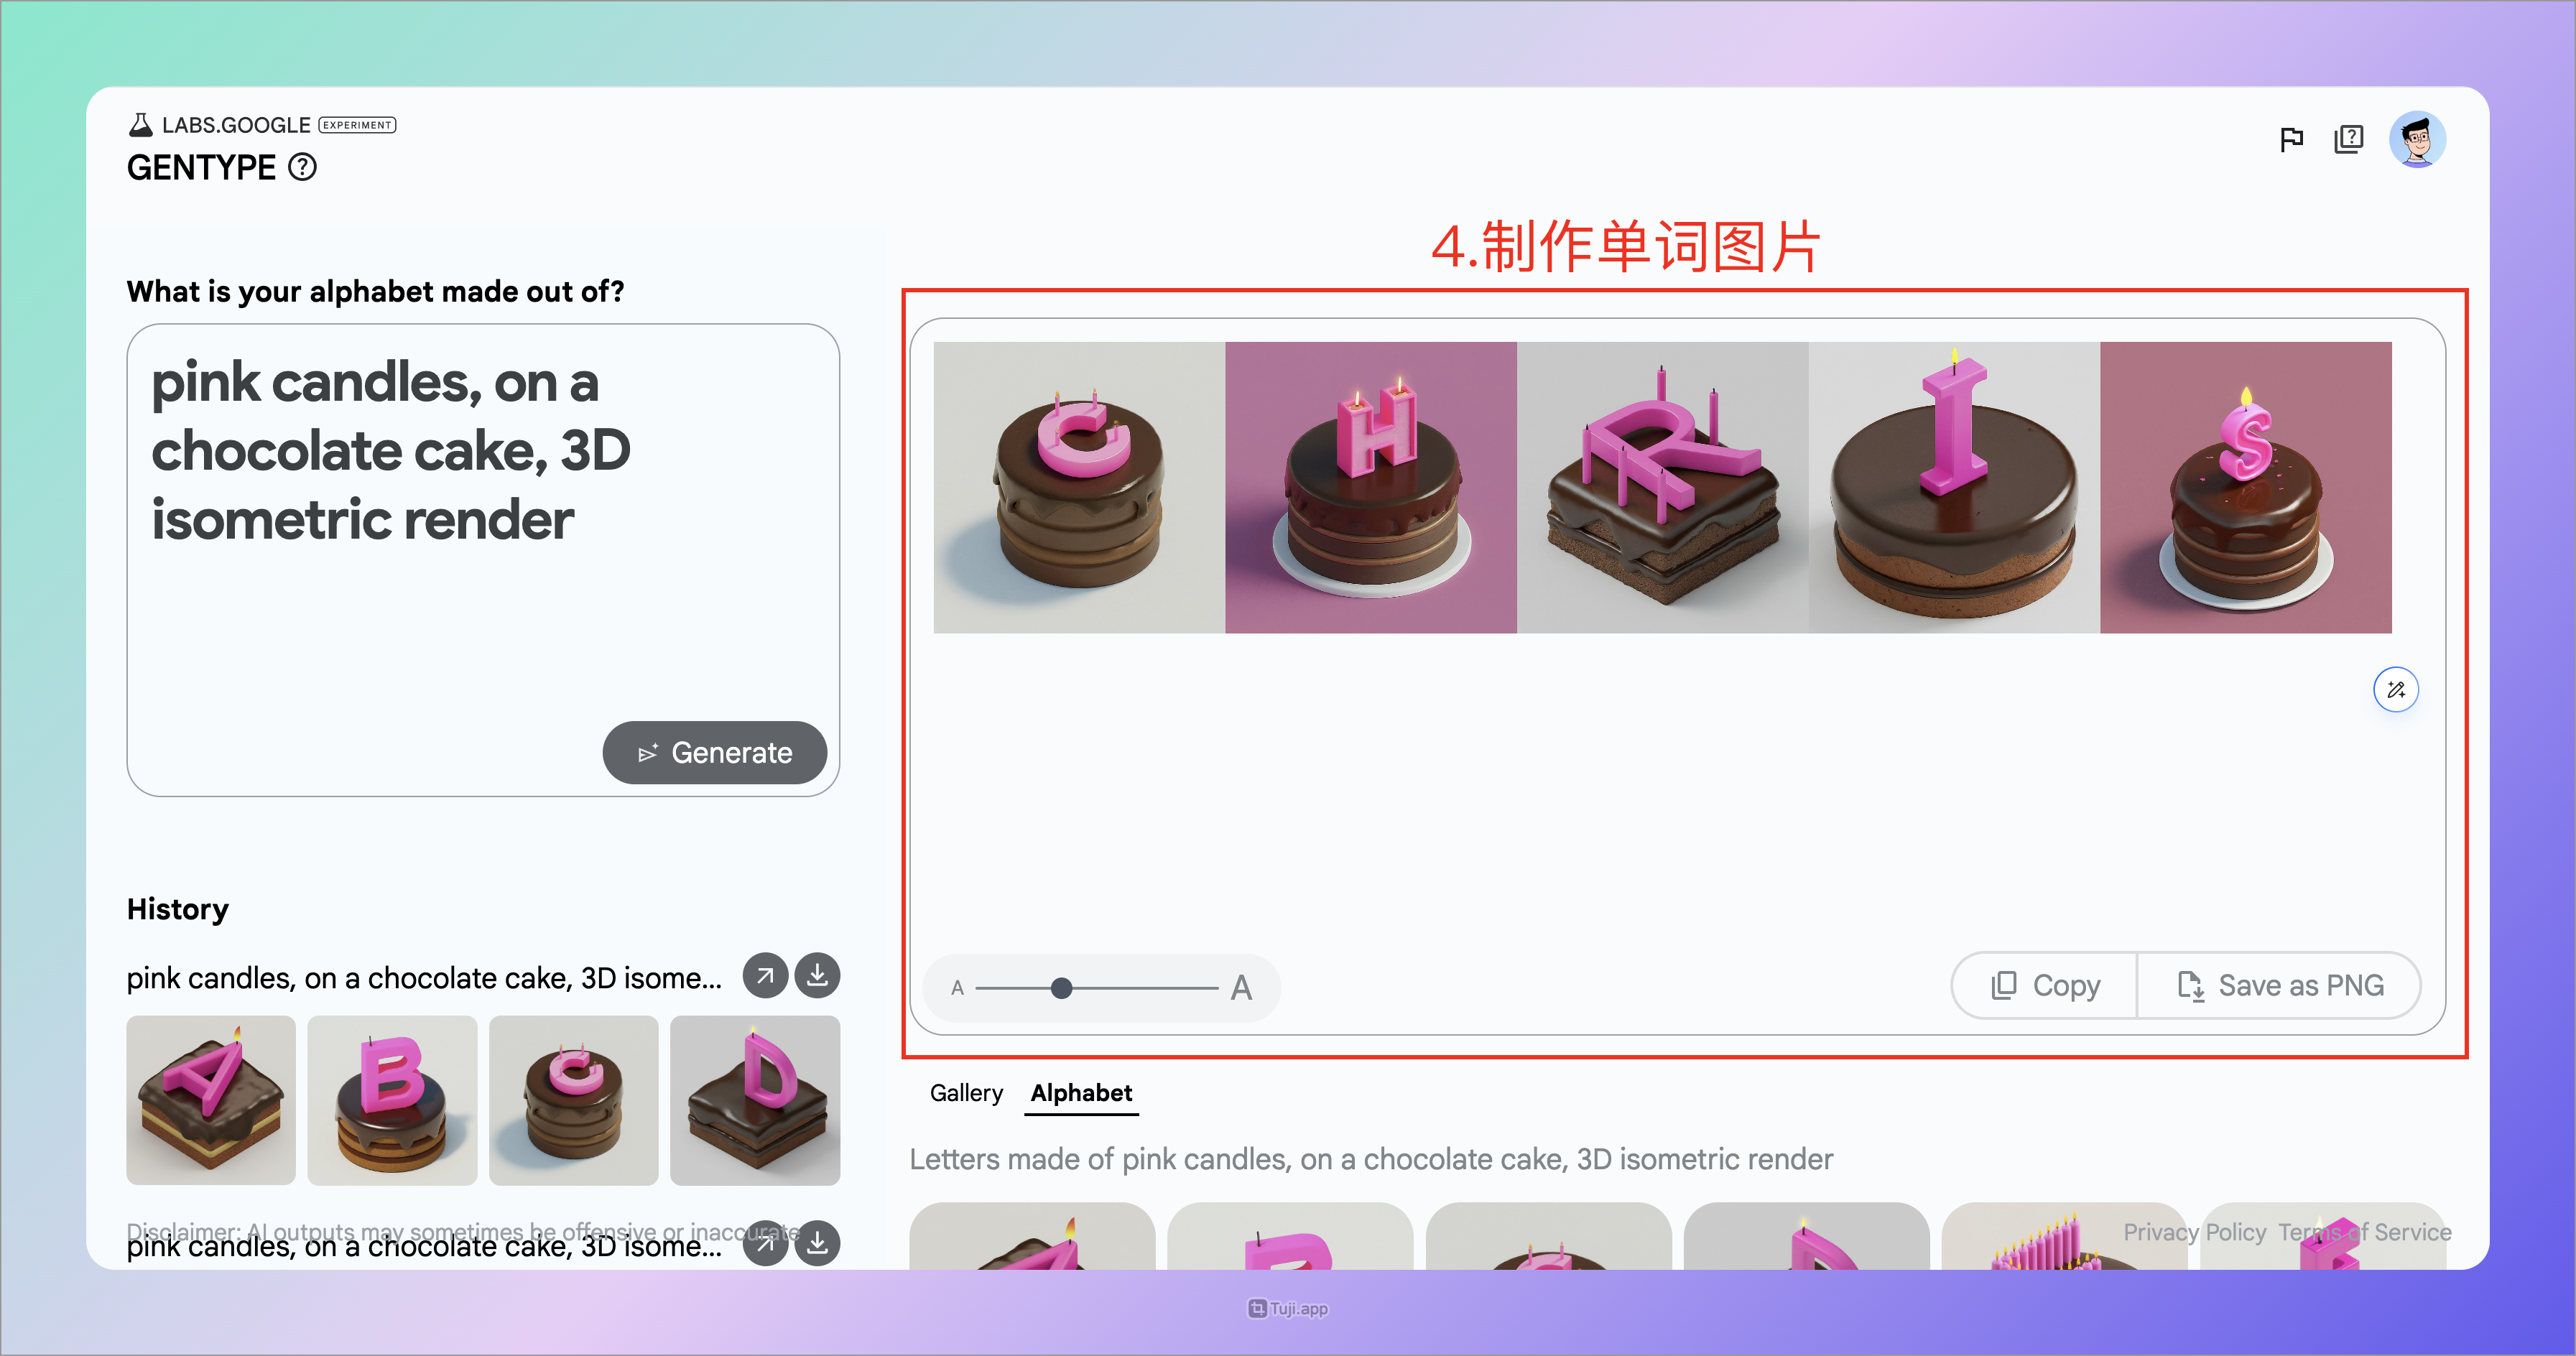 LABS.GOOGLE EXPERIMENT
GENTYPE
4.制作单词图片
What is your alphabet made out of?
pink candles, on a
chocolate cake, 3D
isometric render
Generate
C H R I S
A A
Copy
Save as PNG
History
pink candles, on a chocolate cake, 3D isome...
A B C D
Disclaimer: AI outputs may sometimes be offensive or inaccurate
pink candles, on a chocolate cake, 3D isome...
Gallery Alphabet
Letters made of pink candles, on a chocolate cake, 3D isometric render
Privacy Policy Terms of Service
Tuji.app